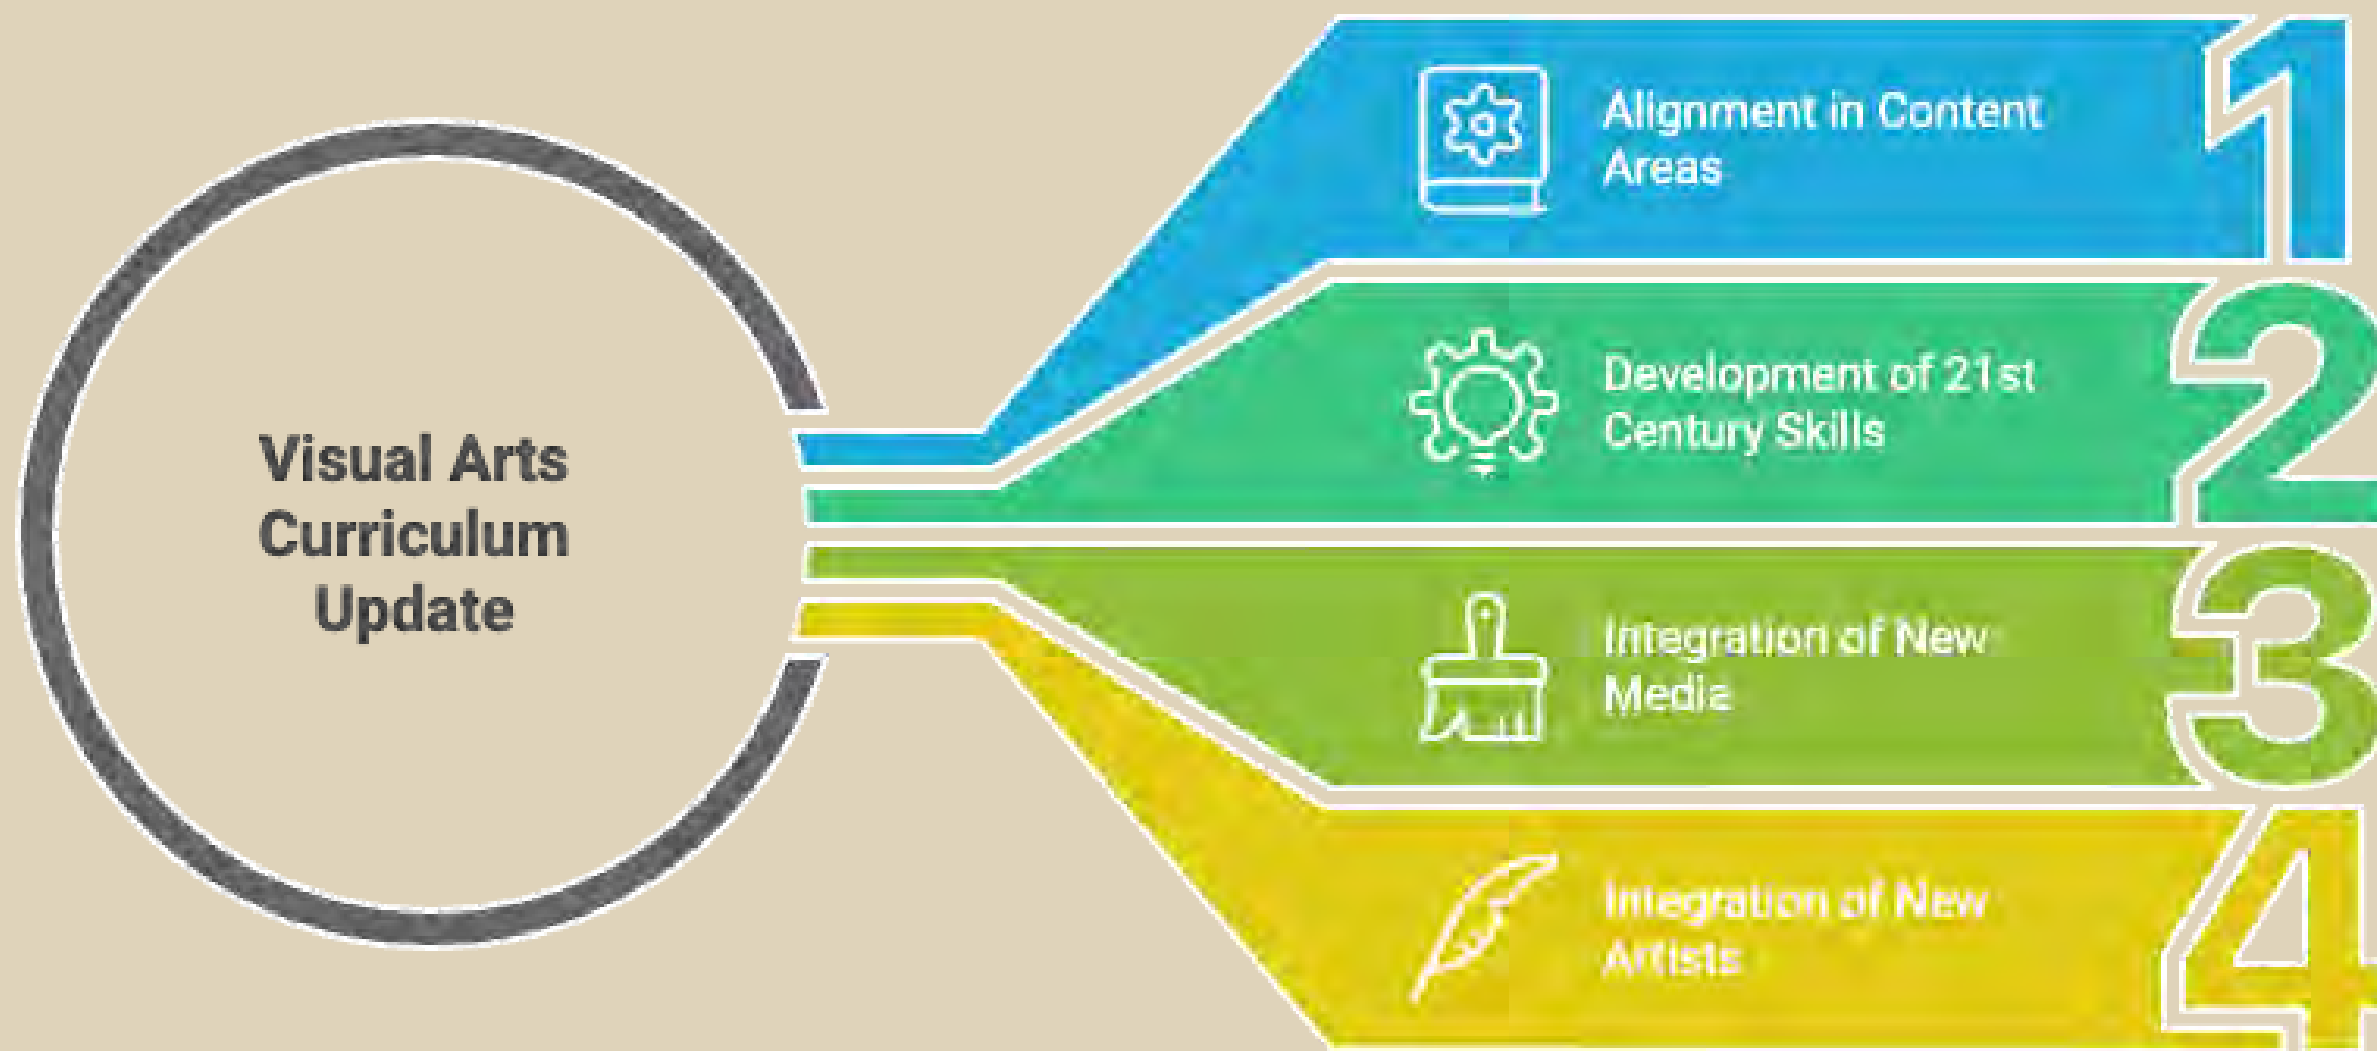 Visual Arts
Curriculum
Update
Alignment in Content
Areas
1
Development of 21st
Century Skills
2
Integration of New
Media
3
Integration of New
Artists
4